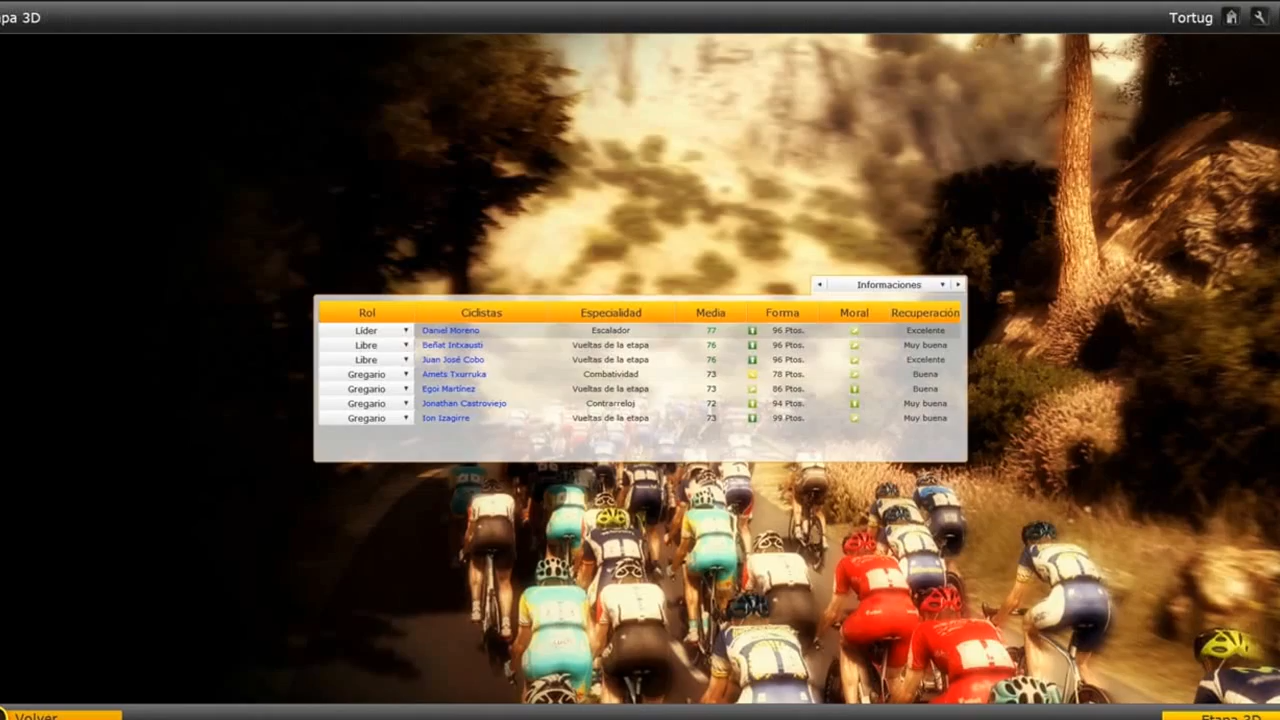 pa 3D
Tortug
Informaciones
Rol Ciclistas Especialidad Media Forma Moral Recuperación
Líder Daniel Moreno Escalador 77 96 Ptos. Excelente
Libre Beñat Intxausti Vueltas de la etapa 76 96 Ptos. Muy buena
Libre Juan José Cobo Vueltas de la etapa 76 96 Ptos. Excelente
Gregario Amets Txurruka Combatividad 73 78 Ptos. Buena
Gregario Egoi Martínez Vueltas de la etapa 73 86 Ptos. Buena
Gregario Jonathan Castroviejo Contrarreloj 72 94 Ptos. Muy buena
Gregario Ion Izagirre Vueltas de la etapa 73 99 Ptos. Muy buena
Volver
Etapa 3D